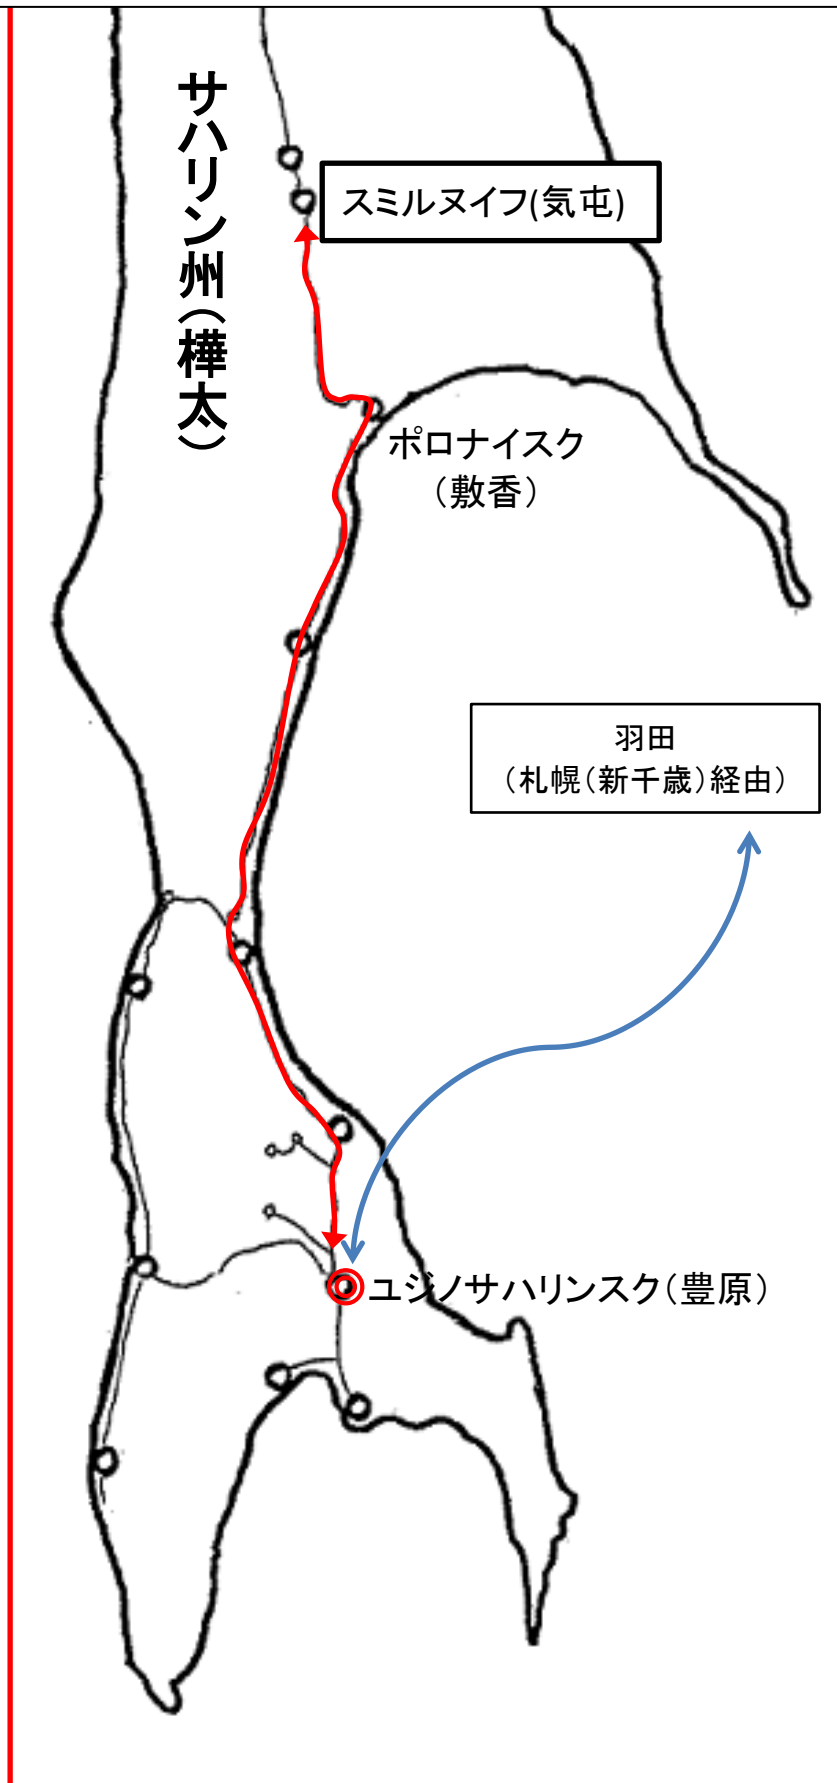 サハリン州（樺太）
スミルヌイフ(気屯)
ポロナイスク
（敷香）
羽田
（札幌（新千歳）経由）
ユジノサハリンスク（豊原）